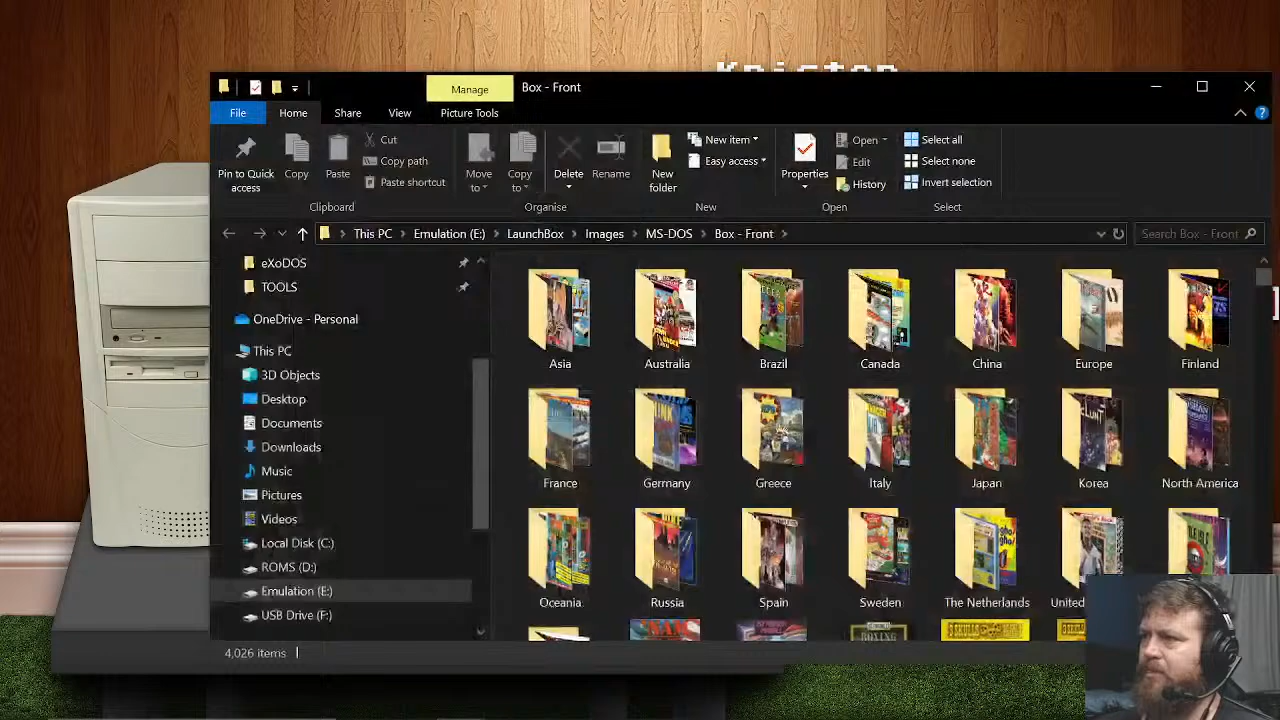 Kristen
Manage
Box - Front
File
Home
Share
View
Picture Tools
Pin to Quick access
Copy
Paste
Cut
Copy path
Paste shortcut
Clipboard
Move to
Copy to
Delete
Rename
Organise
New folder
New item
Easy access
New
Properties
Open
Edit
History
Open
Select all
Select none
Invert selection
Select
This PC > Emulation (E:) > LaunchBox > Images > MS-DOS > Box - Front >
Search Box - Front
eXoDOS
TOOLS
OneDrive - Personal
This PC
3D Objects
Desktop
Documents
Downloads
Music
Pictures
Videos
Local Disk (C:)
ROMS (D:)
Emulation (E:)
USB Drive (F:)
Asia
Australia
Brazil
Canada
China
Europe
Finland
France
Germany
Greece
Italy
Japan
Korea
North America
Oceania
Russia
Spain
Sweden
The Netherlands
United
4,026 items